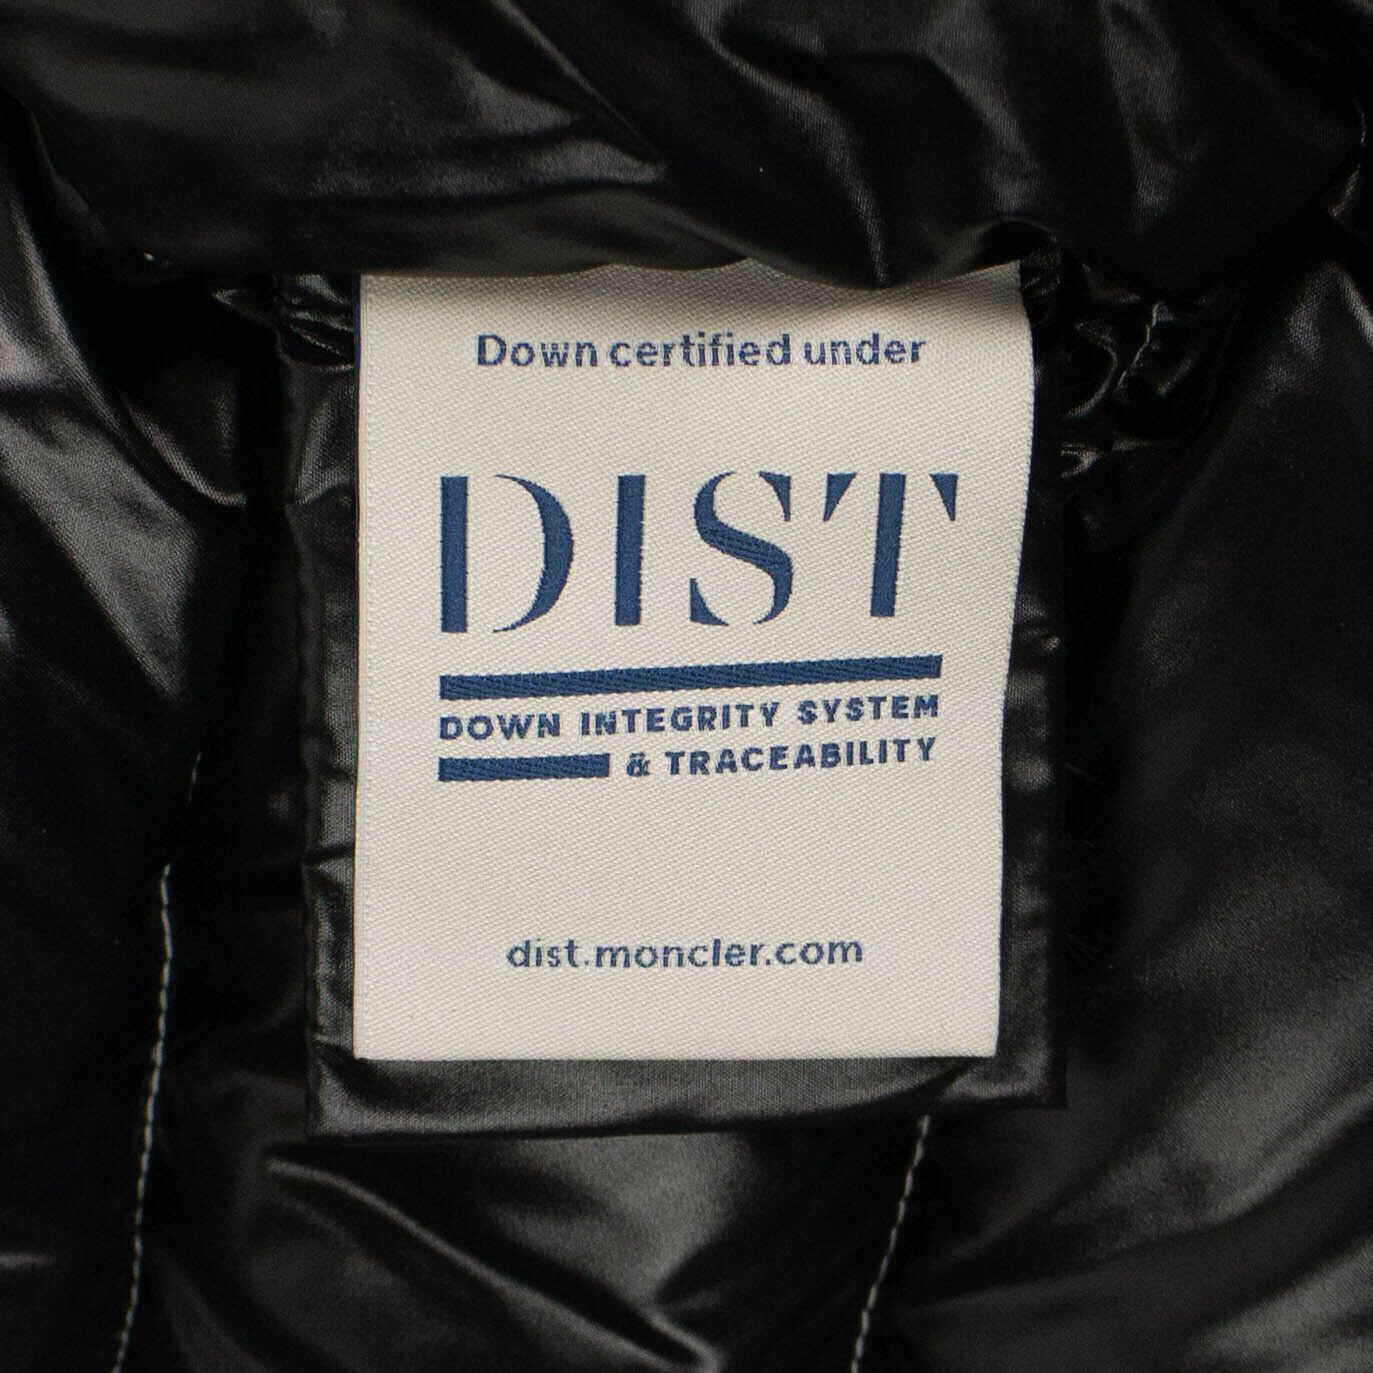 Down certified under
DIST
DOWN INTEGRITY SYSTEM
& TRACEABILITY
dist.moncler.com